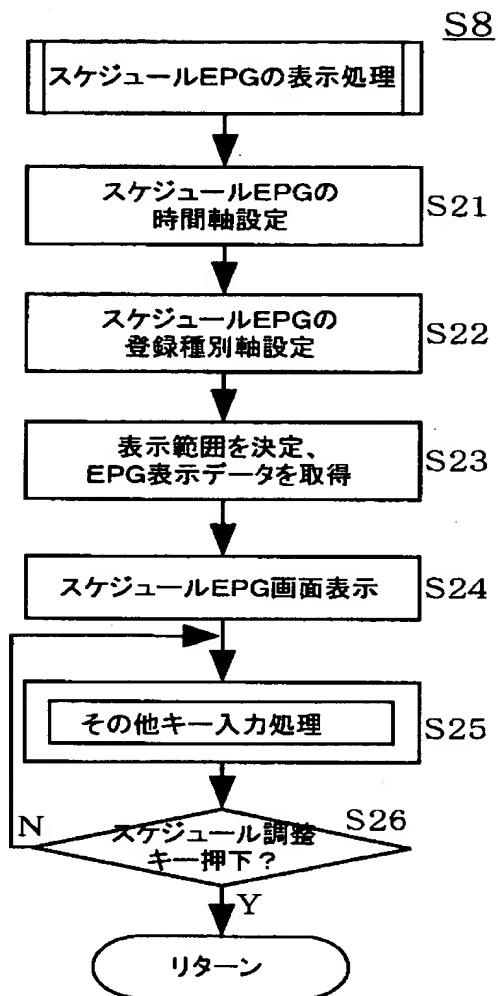 S8
スケジュールEPGの表示処理
スケジュールEPGの
時間軸設定
S21
スケジュールEPGの
登録種別軸設定
S22
表示範囲を決定、
EPG表示データを取得
S23
スケジュールEPG画面表示
S24
その他キー入力処理
S25
スケジュール調整
キー押下？
S26
N
Y
リターン